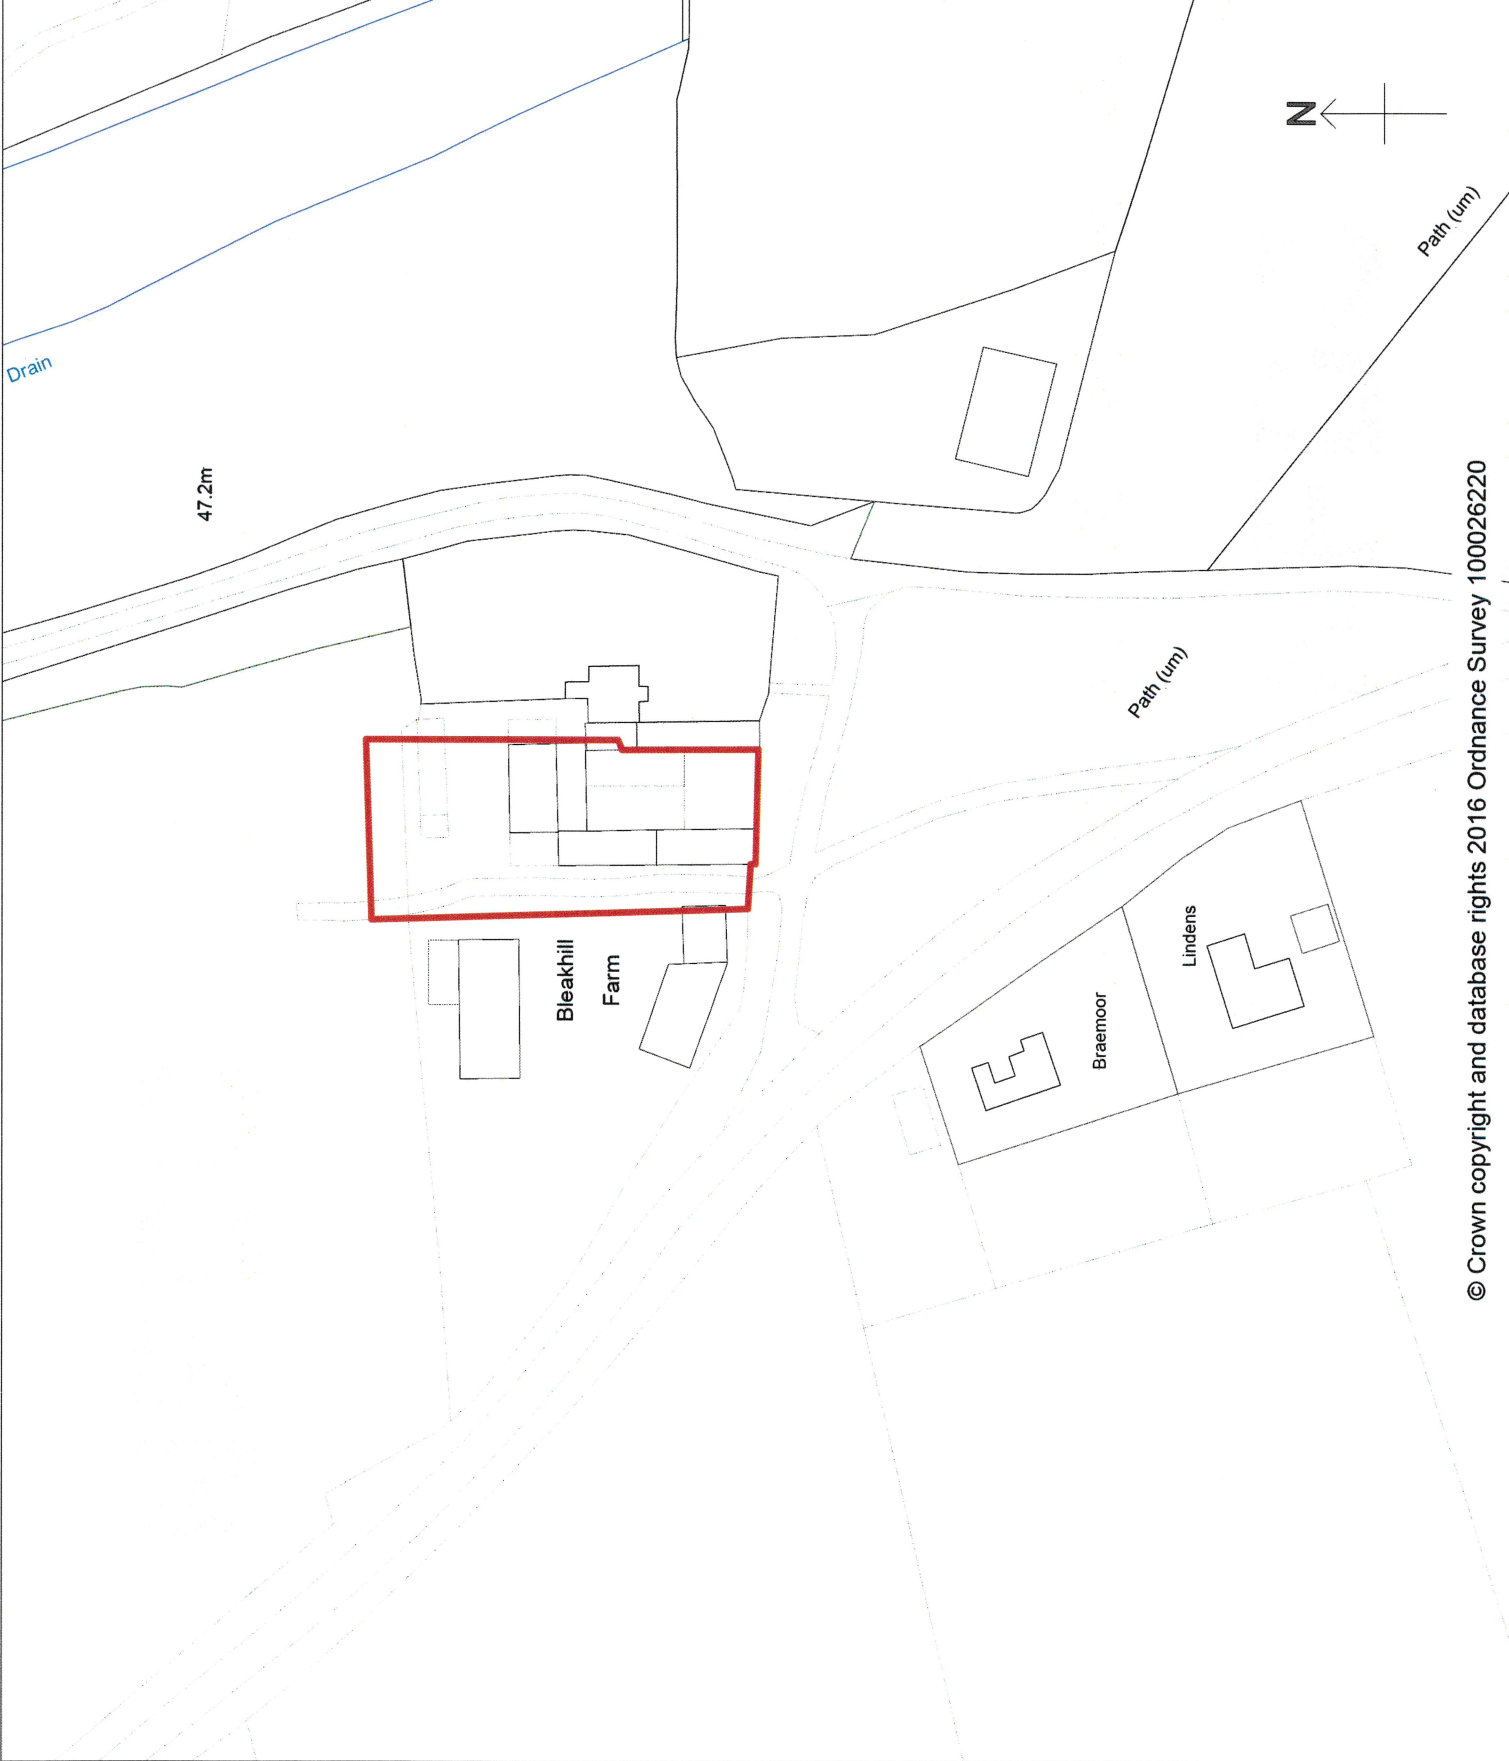 Drain
47.2m
N
Path (um)
Path (um)
Bleakhill
Farm
Lindens
Braemoor
© Crown copyright and database rights 2016 Ordnance Survey 100026220